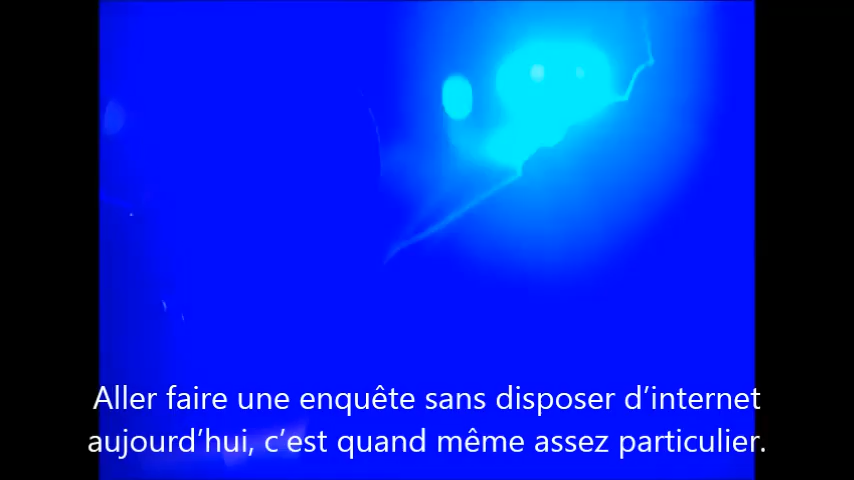 Aller faire une enquête sans disposer d’internet
aujourd’hui, c’est quand même assez particulier.